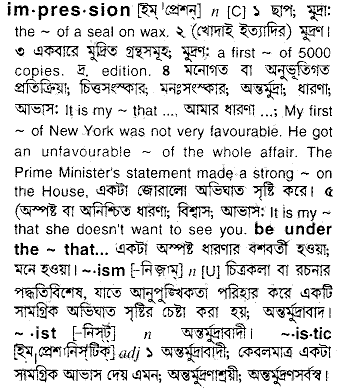 im·pres·sion [ইম্ˈপ্রেশন্] n [C] ১ ছাপ; মুদ্রা:
the ~ of a seal on wax. ২ (খোদাই ইত্যাদির) মুদ্রণ।
৩ একবারে মুদ্রিত গ্রন্থসমূহ; মুদ্রণ: a first ~ of 5000
copies. দ্র. edition. ৪ মনোগত বা অনুভূতিগত
প্রতিক্রিয়া; চিত্তসংস্কার; মনঃসংস্কার; অন্তর্মুদ্রা; ধারণা;
আভাস: It is my ~ that ..., আমার ধারণা ...; My first
~ of New York was not very favourable. He got
an unfavourable ~ of the whole affair. The
Prime Minister's statement made a strong ~ on
the House, একটা জোরালো অভিঘাত সৃষ্টি করে। ৫
(অস্পষ্ট বা অনিশ্চিত ধারণা; বিশ্বাস; আভাস: It is my ~
that she doesn't want to see you. be under
the ~ that... একটা অস্পষ্ট ধারণার বশবর্তী হওয়া;
মনে হওয়া। ~·ism [–নিজ়াম্] n [U] চিত্রকলা বা রচনার
পদ্ধতিবিশেষ, যাতে আনুপুঙ্খিকতা পরিহার করে একটি
সামগ্রিক অভিঘাত সৃষ্টির চেষ্টা করা হয়; অন্তর্মুদ্রাবাদ।
~·ist [–নিসট্] n অন্তর্মুদ্রাবাদী। ~·is·tic
[ইম্ˌপ্রেশাˈনিস্‌টিক্] adj ১ অন্তর্মুদ্রাবাদী; কেবলমাত্র একটা
সামগ্রিক আভাস দেয় এমন; অন্তর্মুদ্রাশ্রয়ী; অন্তর্মুদ্রণসর্বস্ব।